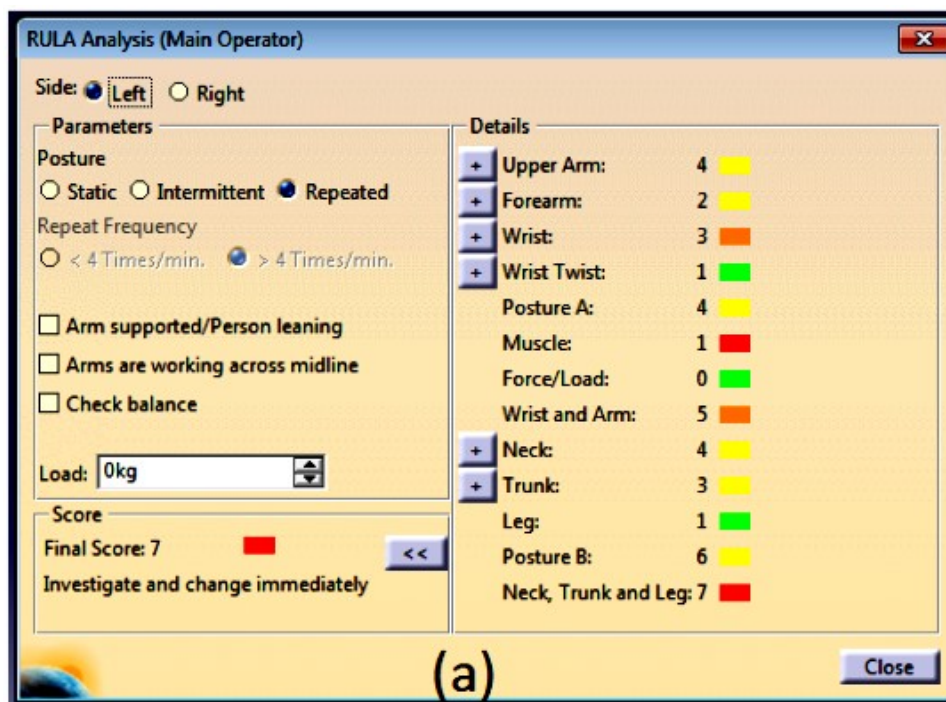 RULA Analysis (Main Operator)
Side: Left Right
Parameters
Posture
Static Intermittent Repeated
Repeat Frequency
< 4 Times/min. > 4 Times/min.
Arm supported/Person leaning
Arms are working across midline
Check balance
Load: 0kg
Score
Final Score: 7
<<
Investigate and change immediately
Details
+ Upper Arm: 4
+ Forearm: 2
+ Wrist: 3
+ Wrist Twist: 1
Posture A: 4
Muscle: 1
Force/Load: 0
Wrist and Arm: 5
+ Neck: 4
+ Trunk: 3
Leg: 1
Posture B: 6
Neck, Trunk and Leg: 7
Close
(a)